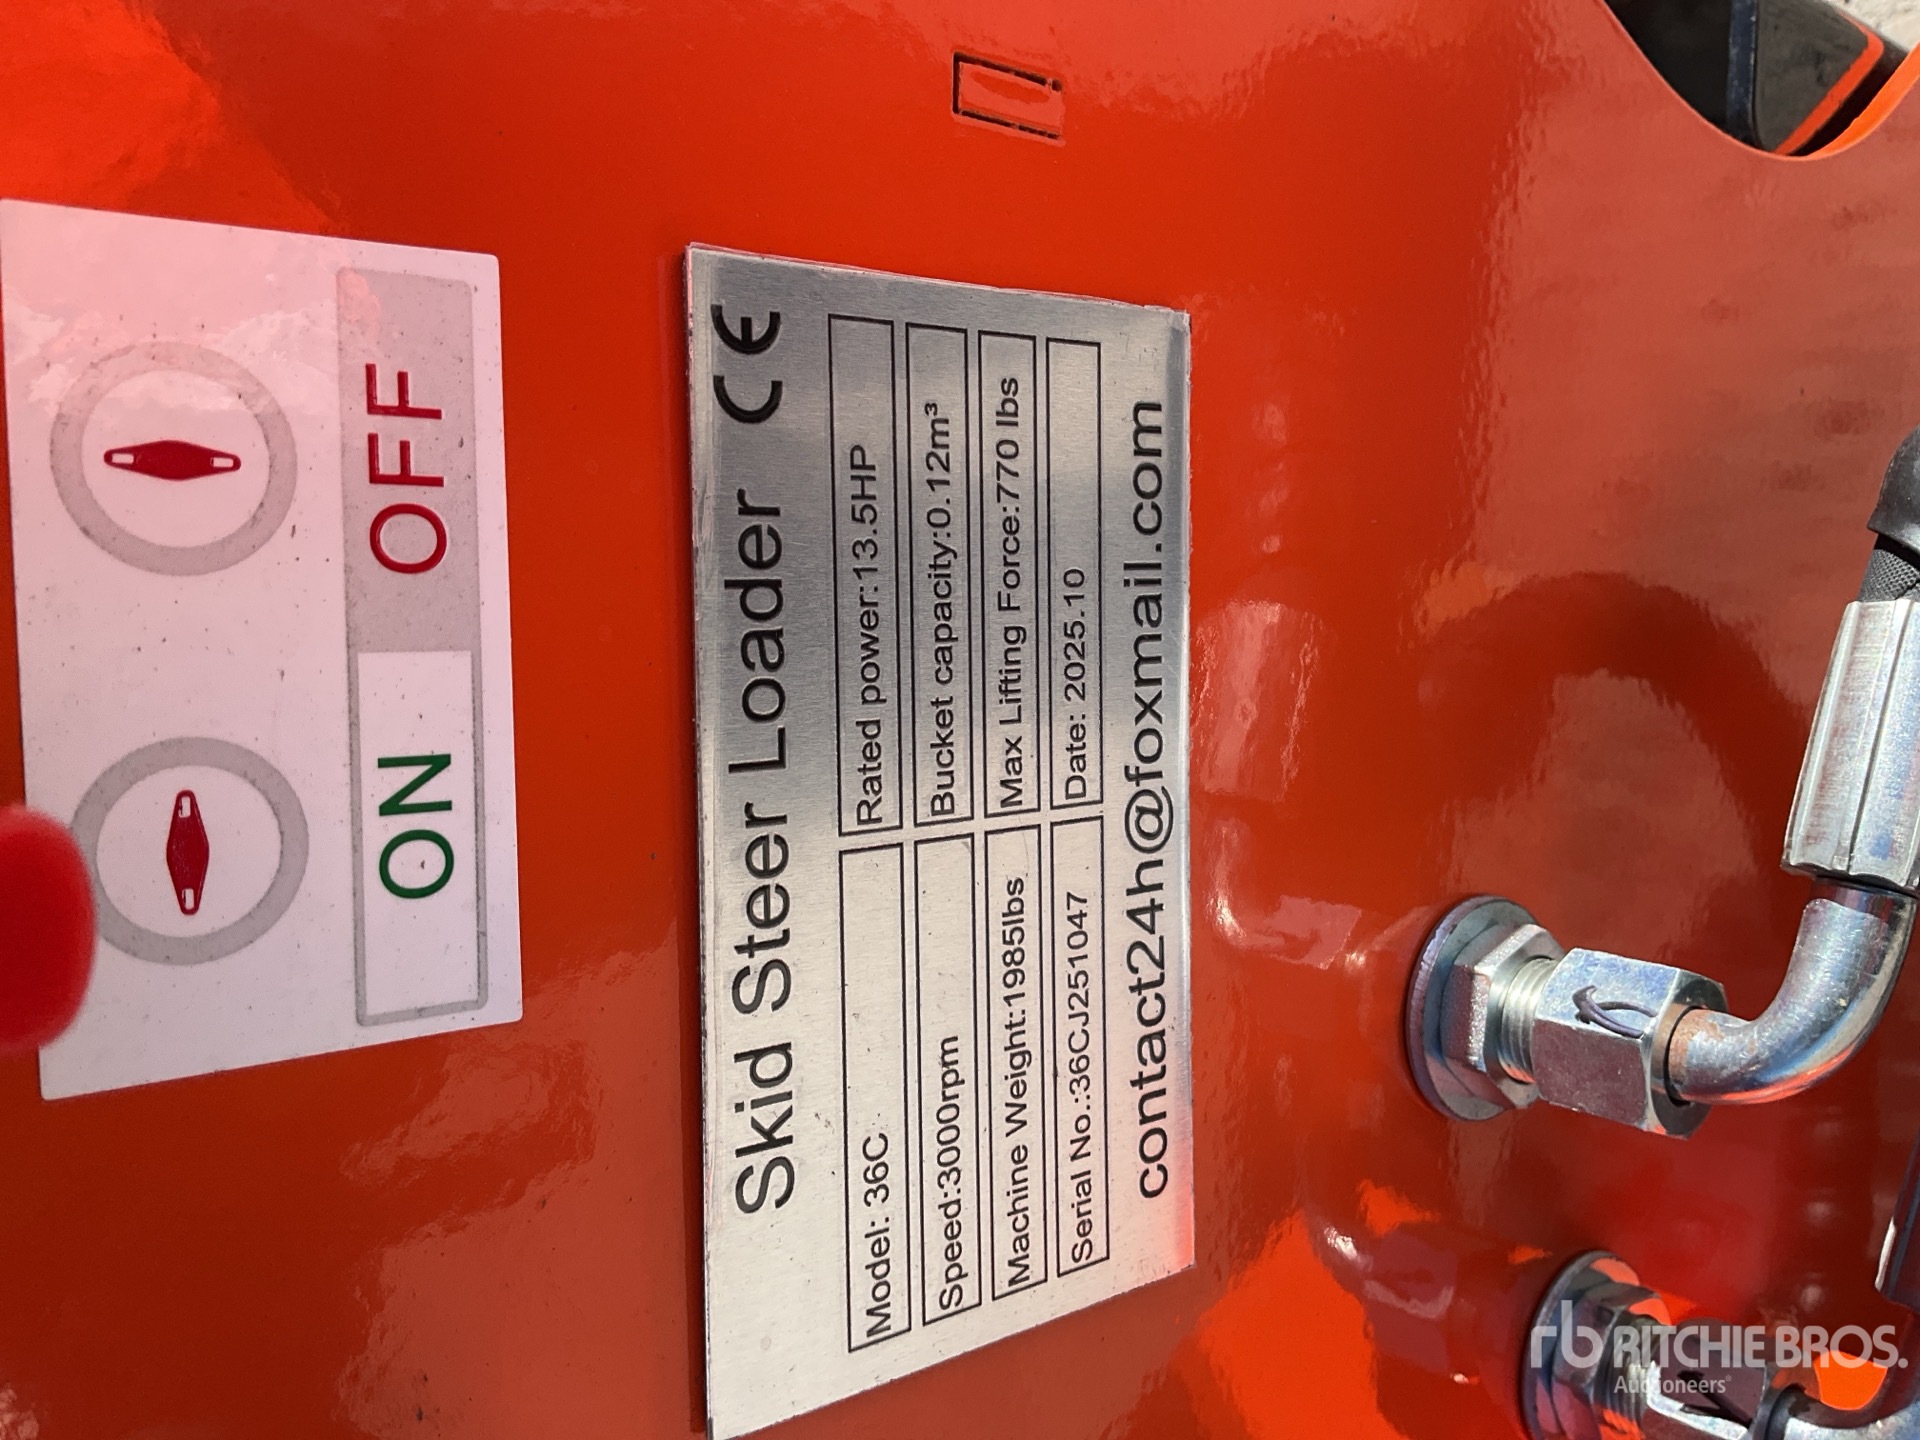 ON OFF
Skid Steer Loader CE
Model: 36C Rated power:13.5HP
Speed:3000rpm Bucket capacity:0.12m³
Machine Weight:1985lbs Max Lifting Force:770 lbs
Serial No.:36CJ251047 Date: 2025.10
contact24h@foxmail.com
rb RITCHIE BROS.
Auctioneers®